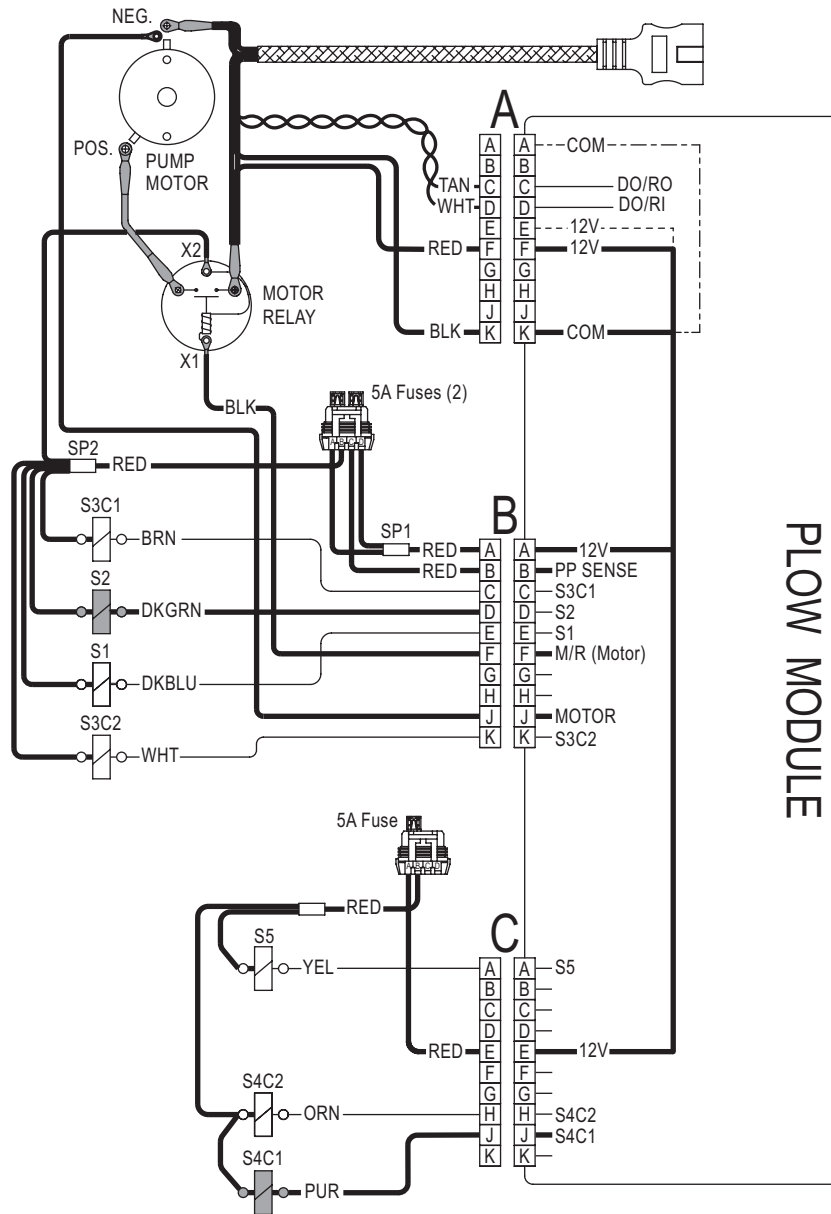 NEG.
POS.
PUMP
MOTOR
X2
MOTOR
RELAY
X1
BLK
A
A
B
C
D
E
F
G
H
J
K
A
B
C
D
E
F
G
H
J
K
TAN
WHT
RED
BLK
COM
DO/RO
DO/RI
12V
12V
COM
5A Fuses (2)
A B C D
SP2
RED
SP1
RED
RED
S3C1
BRN
S2
DKGRN
S1
DKBLU
S3C2
WHT
B
A
B
C
D
E
F
G
H
J
K
A
B
C
D
E
F
G
H
J
K
12V
PP SENSE
S3C1
S2
S1
M/R (Motor)
MOTOR
S3C2
PLOW MODULE
5A Fuse
A B C D
RED
S5
YEL
RED
S4C2
ORN
S4C1
PUR
C
A
B
C
D
E
F
G
H
J
K
A
B
C
D
E
F
G
H
J
K
S5
12V
S4C2
S4C1